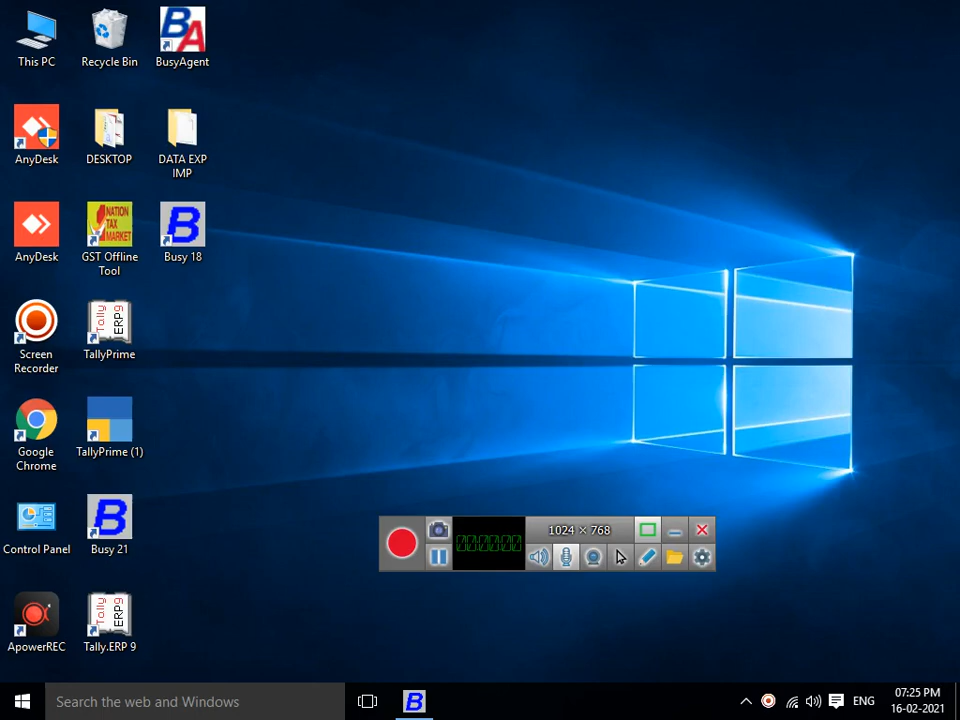 This PC
Recycle Bin
BA
BusyAgent
AnyDesk
DESKTOP
DATA EXP
IMP
AnyDesk
NATION
TAX
MARKET
GST Offline
Tool
B
Busy 18
Screen
Recorder
Tally
ERP9
TallyPrime
Google
Chrome
TallyPrime (1)
Control Panel
B
Busy 21
ApowerREC
Tally
ERP9
Tally.ERP 9
1024 × 768
Search the web and Windows
B
ENG
07:25 PM
16-02-2021